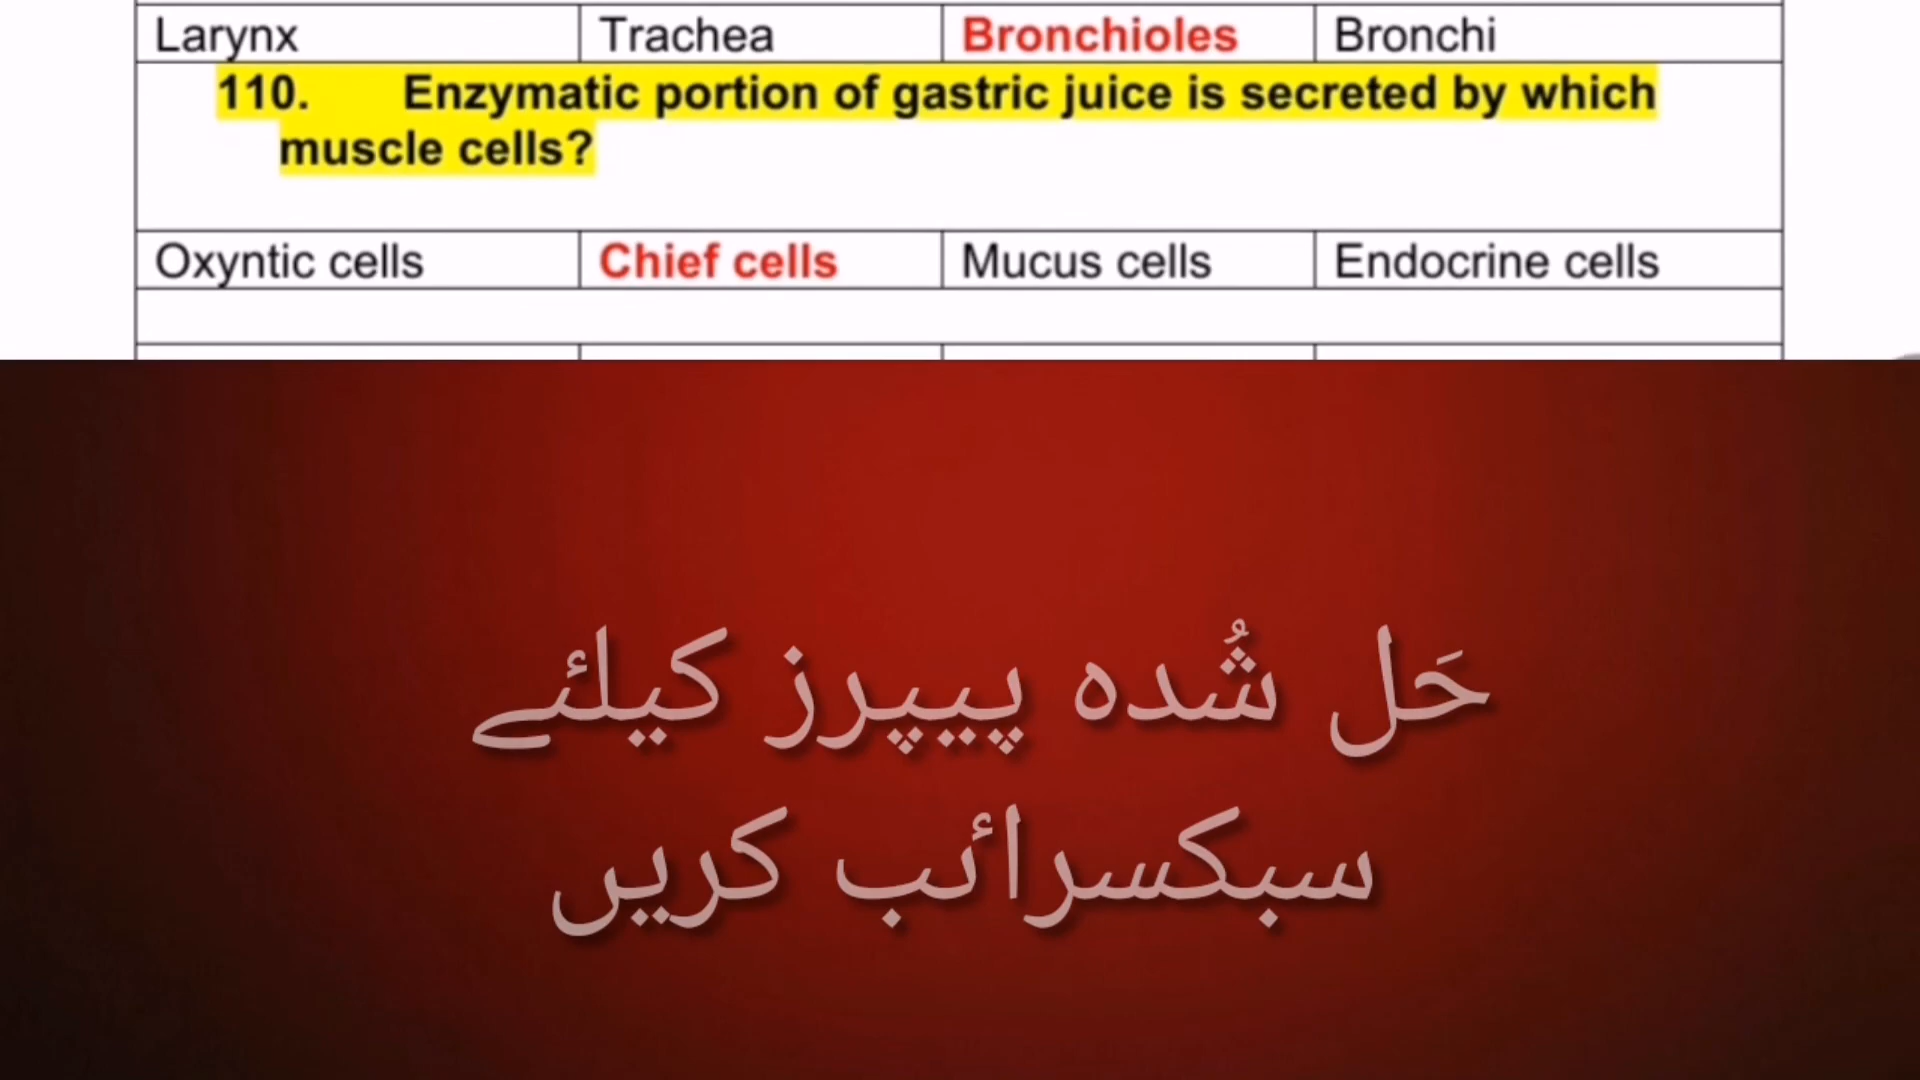 Larynx Trachea Bronchioles Bronchi
110. Enzymatic portion of gastric juice is secreted by which
muscle cells?
Oxyntic cells Chief cells Mucus cells Endocrine cells
حَل شُدہ پیپرز کیلئے
سبکسرائب کریں